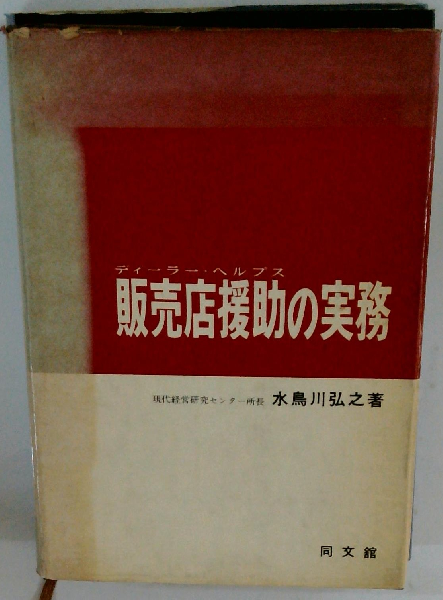 ディーラー・ヘルプス
販売店援助の実務
現代経営研究センター所長 水鳥川弘之著
同文舘